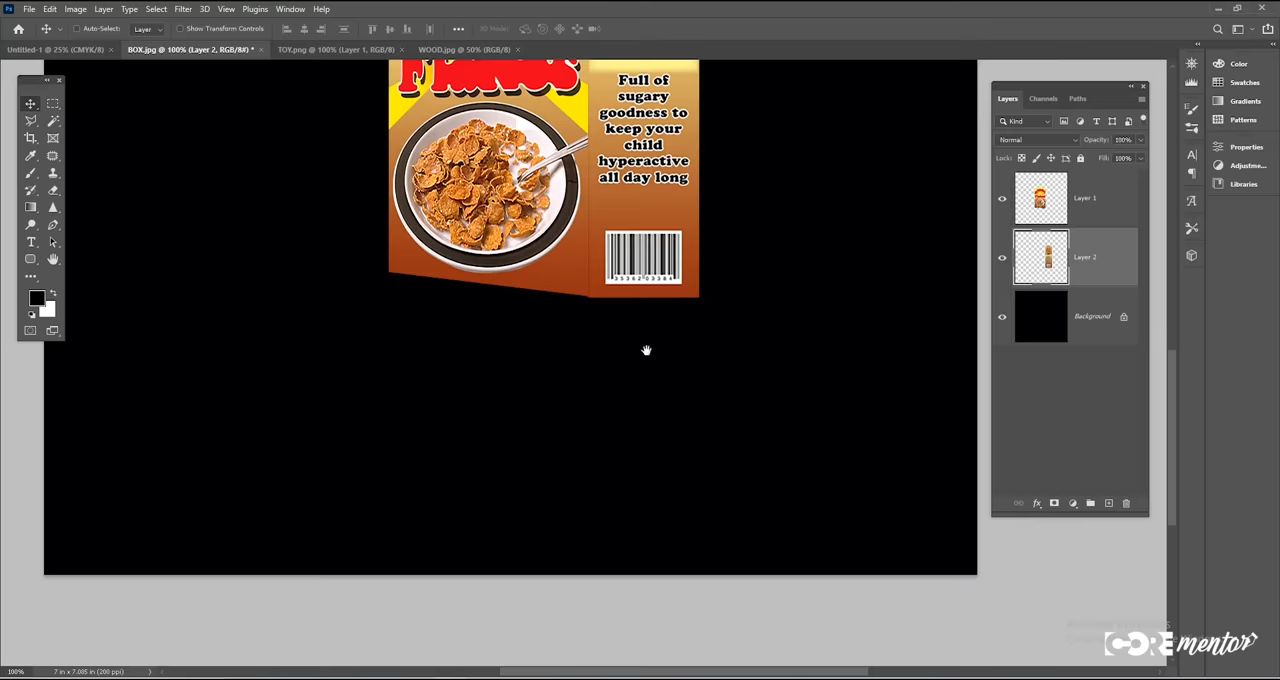 Ps File Edit Image Layer Type Select Filter 3D View Plugins Window Help
Auto-Select: Layer Show Transform Controls 3D Mode:
Untitled-1 @ 25% (CMYK/8) × BOX.jpg @ 100% (Layer 2, RGB/8#) * × TOY.png @ 100% (Layer 1, RGB/8) × WOOD.jpg @ 50% (RGB/8) ×
Full of
sugary
goodness to
keep your
child
hyperactive
all day long
Layers Channels Paths
Kind
Normal Opacity: 100%
Lock: Fill: 100%
Layer 1
Layer 2
Background
fx
Color
Swatches
Gradients
Patterns
Properties
Adjustme...
Libraries
CORE mentor
100% 7 in x 7.085 in (200 ppi)